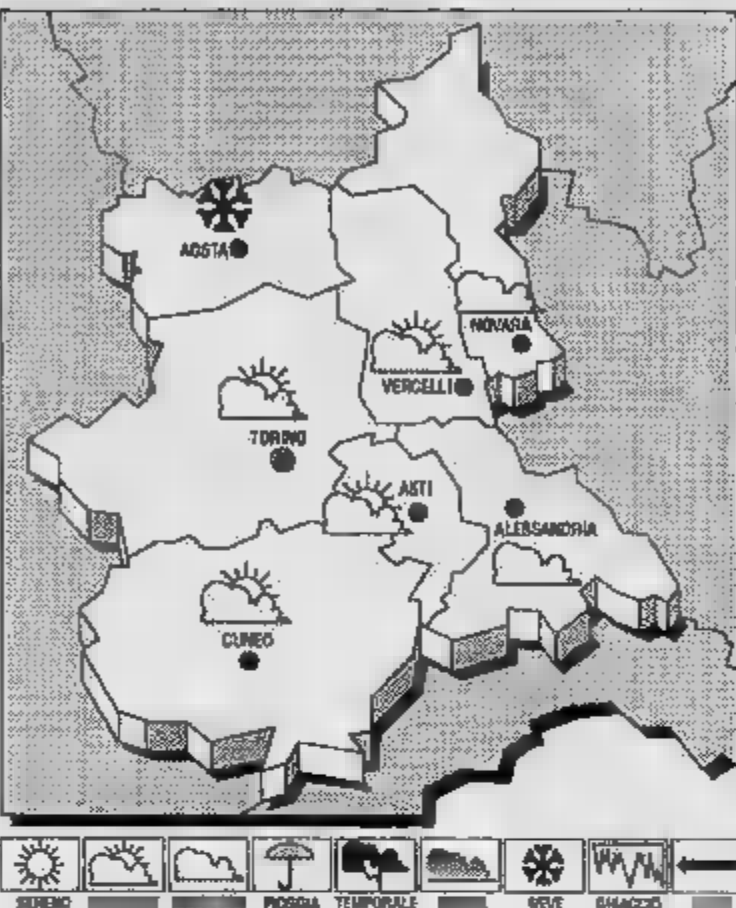 AOSTA
NOVARA
VERCELLI
TORINO
ASTI
ALESSANDRIA
CUNEO
SERENO PIOGGIA TEMPORALE NEVE